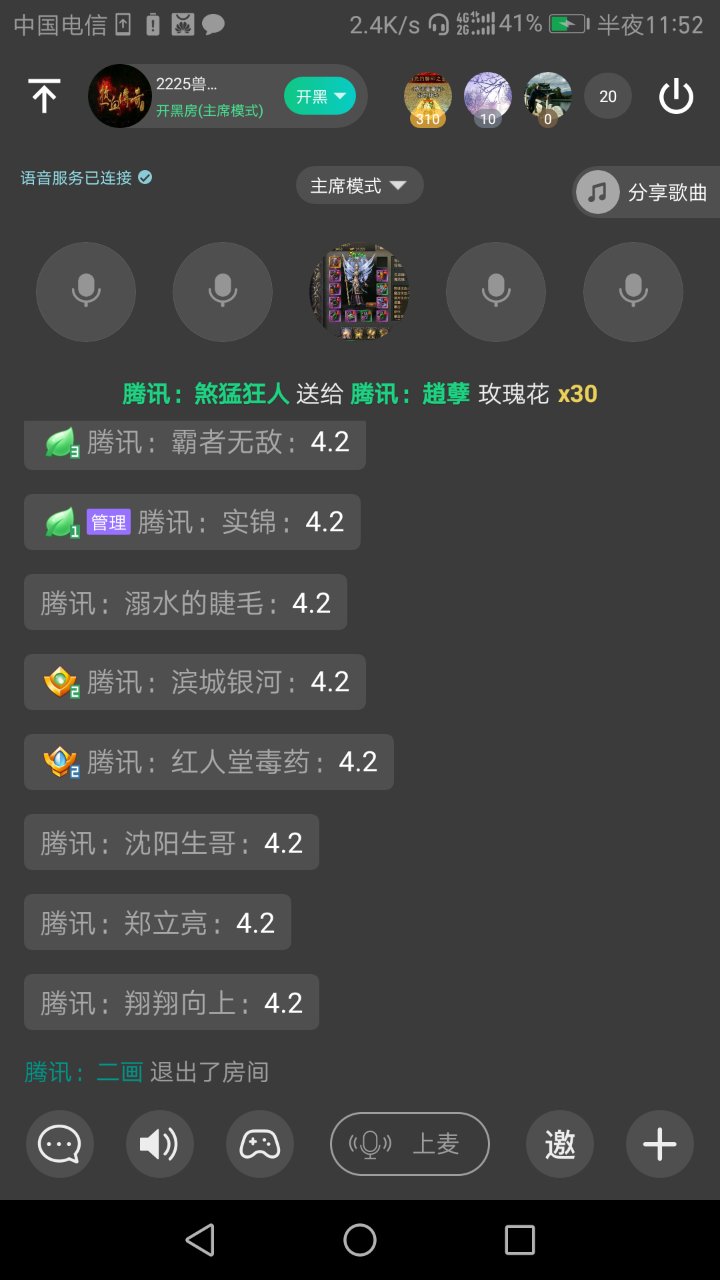 中国电信 2.4K/s 4G 2G 41% 半夜11:52
2225兽...
开黑房(主席模式)
开黑
310
10
0
20
语音服务已连接
主席模式
分享歌曲
腾讯：煞猛狂人 送给 腾讯：趙孽 玫瑰花 x30
3 腾讯：霸者无敌：4.2
1 管理 腾讯：实锦：4.2
腾讯：溺水的睫毛：4.2
2 腾讯：滨城银河：4.2
2 腾讯：红人堂毒药：4.2
腾讯：沈阳生哥：4.2
腾讯：郑立亮：4.2
腾讯：翔翔向上：4.2
腾讯：二画 退出了房间
上麦
邀